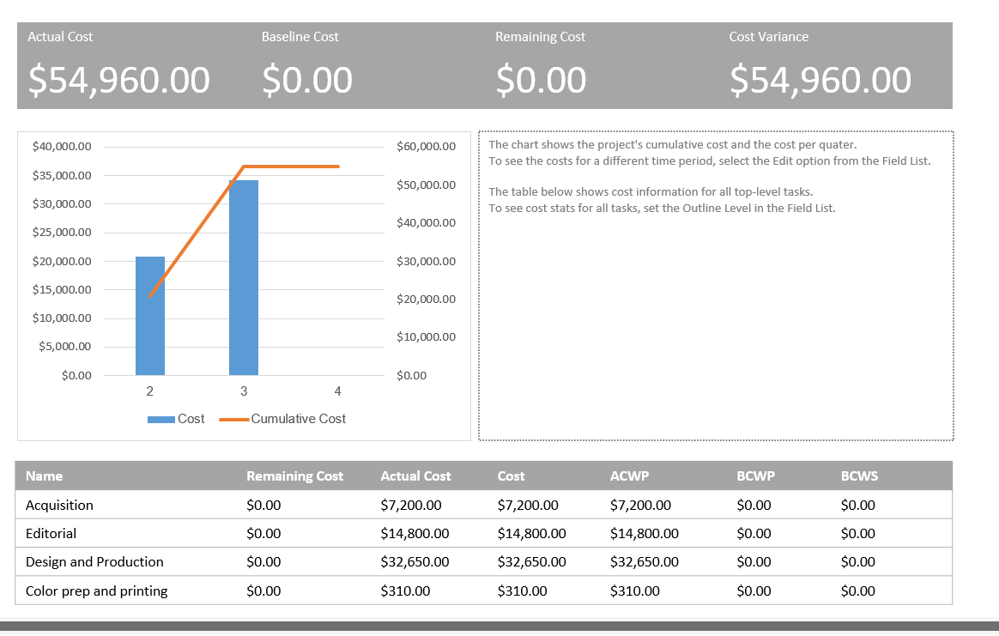 Actual Cost Baseline Cost Remaining Cost Cost Variance
$54,960.00 $0.00 $0.00 $54,960.00
$40,000.00
$35,000.00
$30,000.00
$25,000.00
$20,000.00
$15,000.00
$10,000.00
$5,000.00
$0.00
$60,000.00
$50,000.00
$40,000.00
$30,000.00
$20,000.00
$10,000.00
$0.00
2 3 4
Cost Cumulative Cost
The chart shows the project's cumulative cost and the cost per quater.
To see the costs for a different time period, select the Edit option from the Field List.
The table below shows cost information for all top-level tasks.
To see cost stats for all tasks, set the Outline Level in the Field List.
Name Remaining Cost Actual Cost Cost ACWP BCWP BCWS
Acquisition $0.00 $7,200.00 $7,200.00 $7,200.00 $0.00 $0.00
Editorial $0.00 $14,800.00 $14,800.00 $14,800.00 $0.00 $0.00
Design and Production $0.00 $32,650.00 $32,650.00 $32,650.00 $0.00 $0.00
Color prep and printing $0.00 $310.00 $310.00 $310.00 $0.00 $0.00